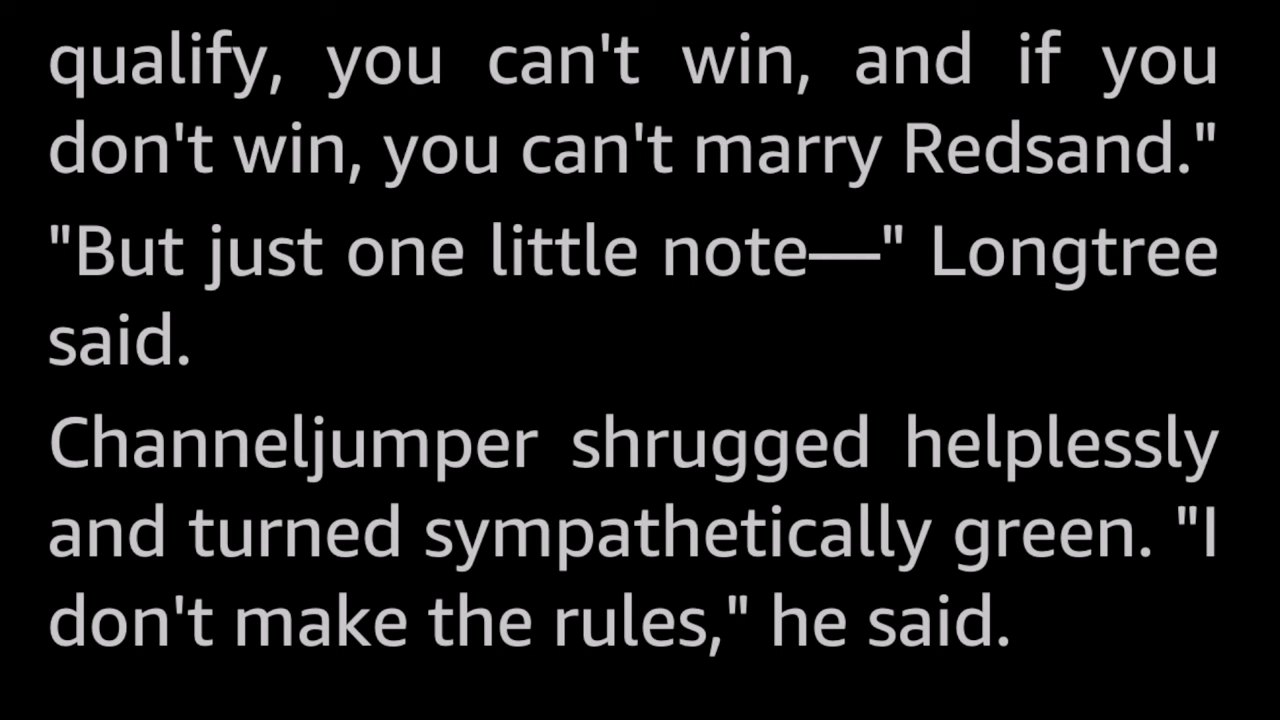 qualify, you can't win, and if you
don't win, you can't marry Redsand."
"But just one little note—" Longtree
said.
Channeljumper shrugged helplessly
and turned sympathetically green. "I
don't make the rules," he said.